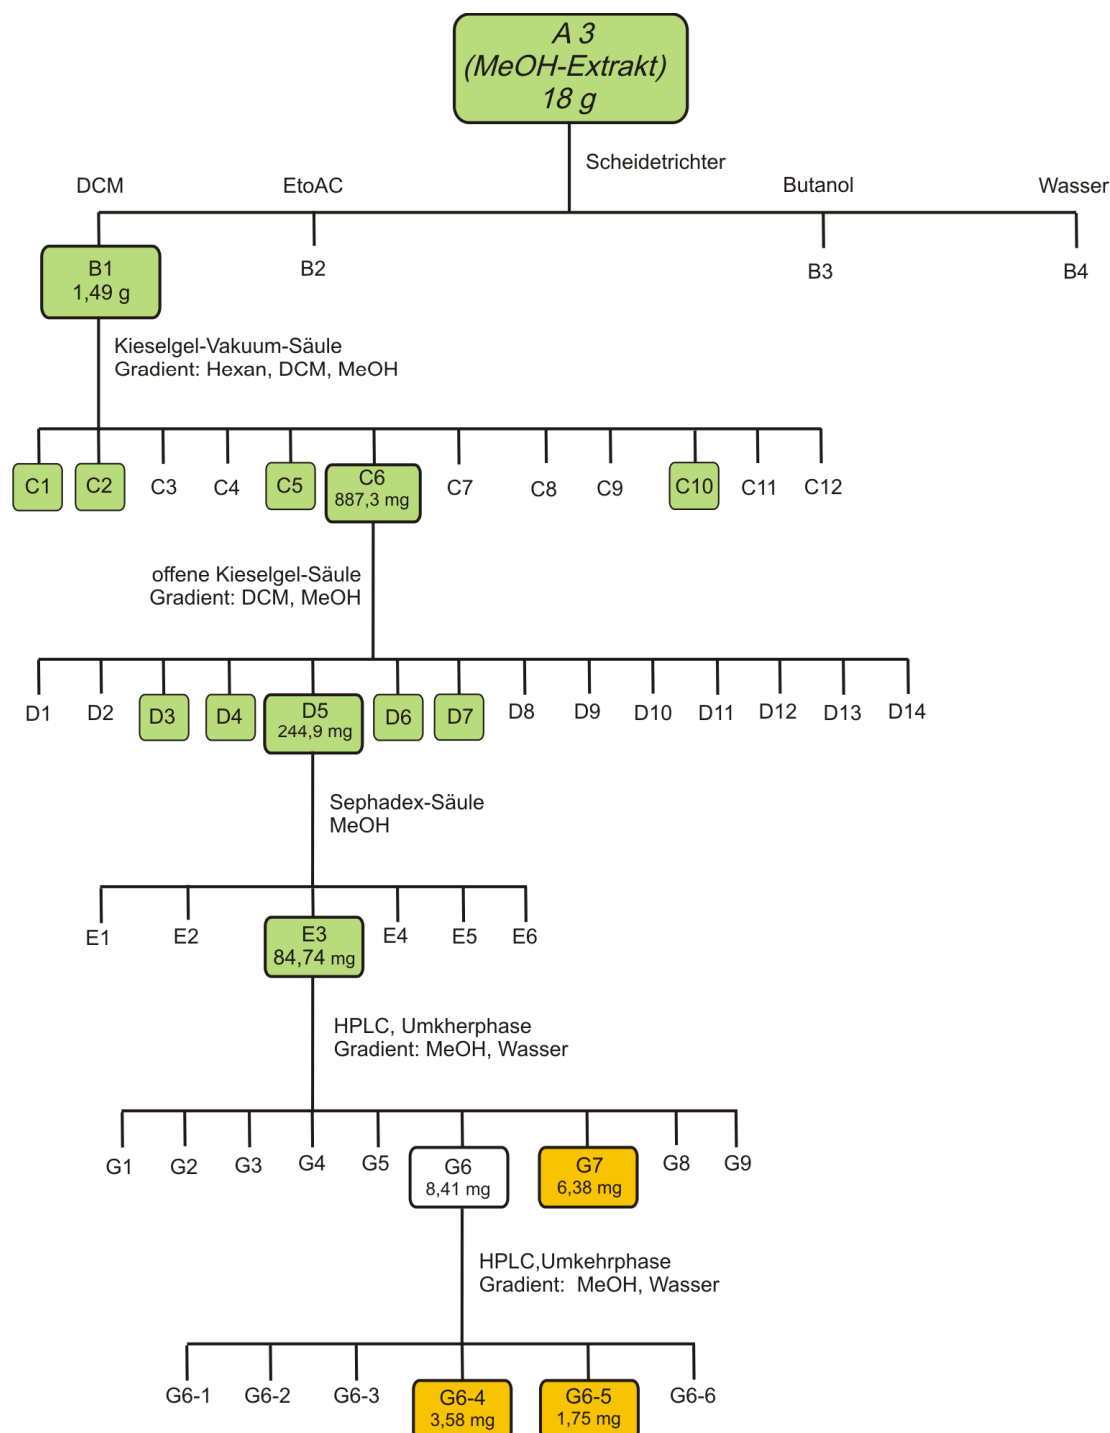 A 3
(MeOH-Extrakt)
18 g
Scheidetrichter
DCM EtoAC Butanol Wasser
B1 B2 B3 B4
1,49 g
Kieselgel-Vakuum-Säule
Gradient: Hexan, DCM, MeOH
C1 C2 C3 C4 C5 C6 C7 C8 C9 C10 C11 C12
887,3 mg
offene Kieselgel-Säule
Gradient: DCM, MeOH
D1 D2 D3 D4 D5 D6 D7 D8 D9 D10 D11 D12 D13 D14
244,9 mg
Sephadex-Säule
MeOH
E1 E2 E3 E4 E5 E6
84,74 mg
HPLC, Umkherphase
Gradient: MeOH, Wasser
G1 G2 G3 G4 G5 G6 G7 G8 G9
8,41 mg 6,38 mg
HPLC,Umkehrphase
Gradient: MeOH, Wasser
G6-1 G6-2 G6-3 G6-4 G6-5 G6-6
3,58 mg 1,75 mg